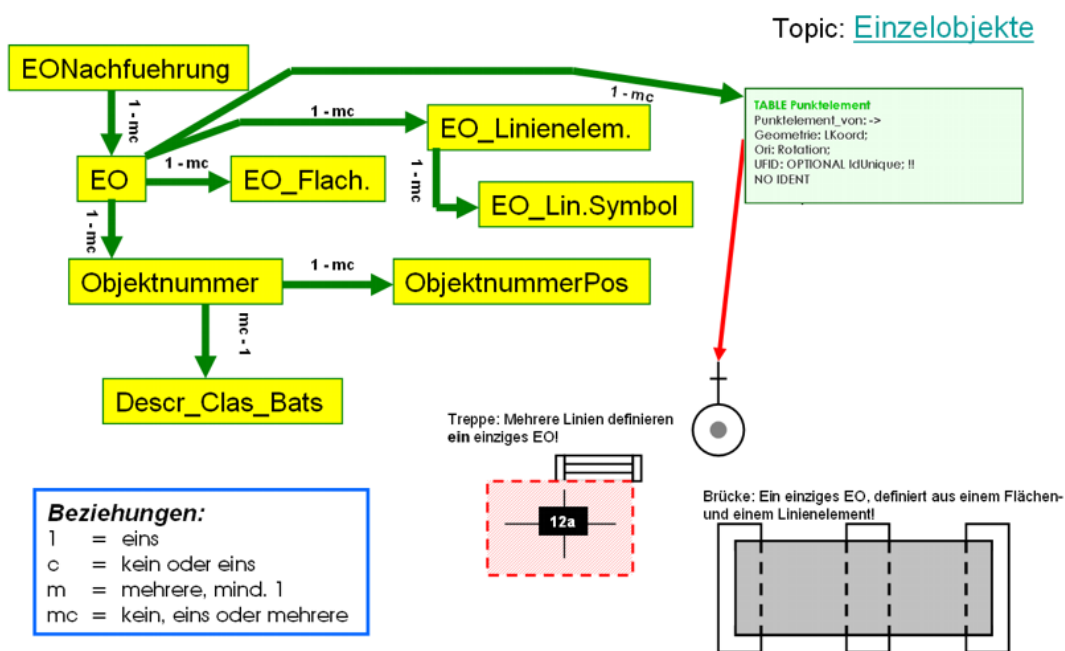 Topic: Einzelobjekte
EONachfuehrung
1 - mc
1 - mc
1 - mc
EO_Linienelem.
TABLE Punktelement
Punktelement_von: ->
Geometrie: LKoord;
Ori: Rotation;
UFID: OPTIONAL IdUnique; !!
NO IDENT
1 - mc
EO
EO_Flach.
1 - mc
EO_Lin.Symbol
1 - mc
Objektnummer
1 - mc
ObjektnummerPos
mc - 1
Descr_Clas_Bats
Treppe: Mehrere Linien definieren
ein einziges EO!
12a
Brücke: Ein einziges EO, definiert aus einem Flächen-
und einem Linienelement!
Beziehungen:
1 = eins
c = kein oder eins
m = mehrere, mind. 1
mc = kein, eins oder mehrere